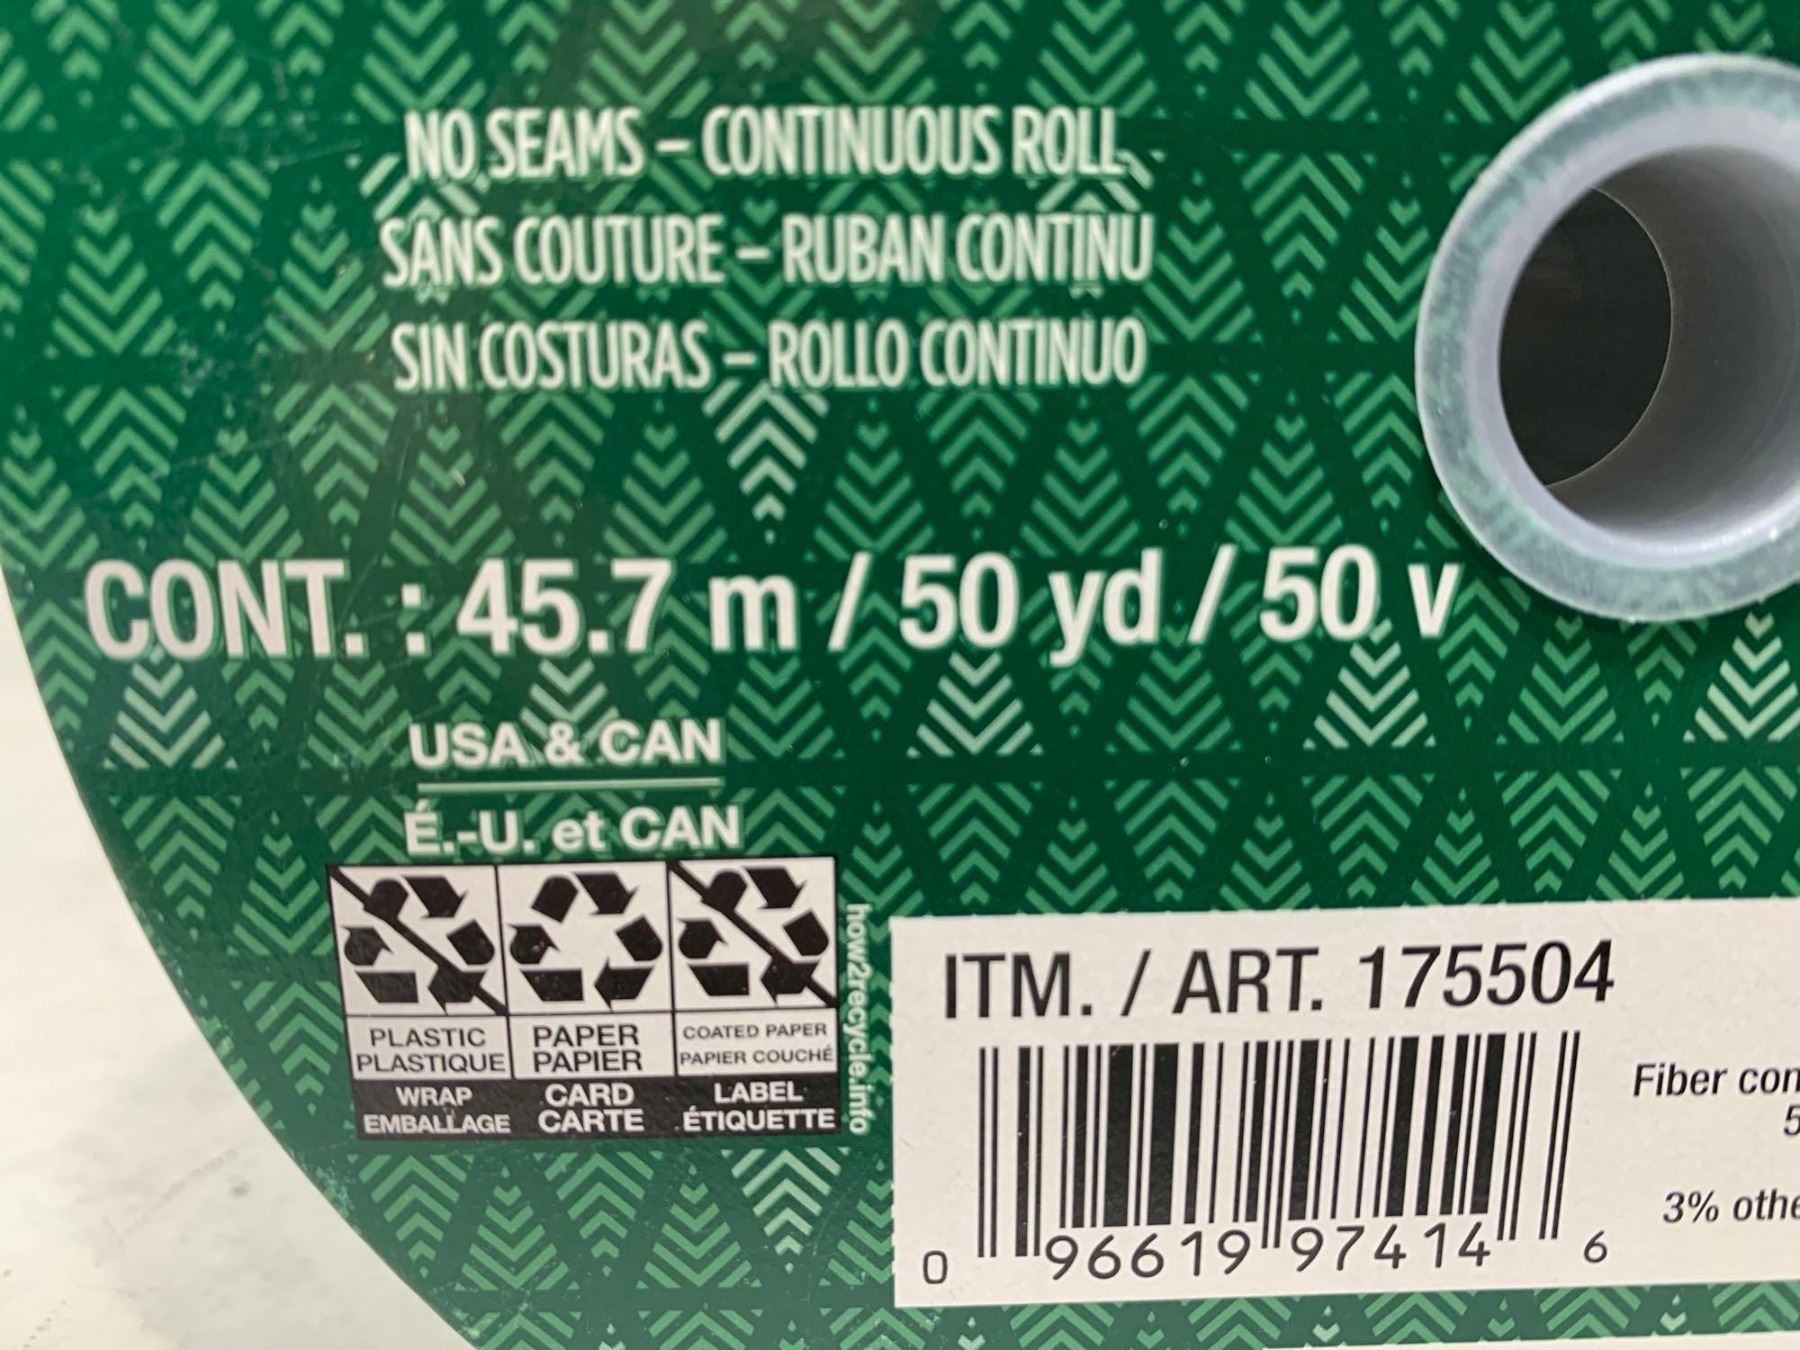 NO SEAMS – CONTINUOUS ROLL
SANS COUTURE – RUBAN CONTINU
SIN COSTURAS – ROLLO CONTINUO
CONT. : 45.7 m / 50 yd / 50 v
USA & CAN
É.-U. et CAN
PLASTIC
PLASTIQUE
WRAP
EMBALLAGE
PAPER
PAPIER
CARD
CARTE
COATED PAPER
PAPIER COUCHÉ
LABEL
ÉTIQUETTE
how2recycle.info
ITM. / ART. 175504
0 96619 97414 6
Fiber
3%